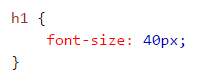 h1 {
    font-size: 40px;
}